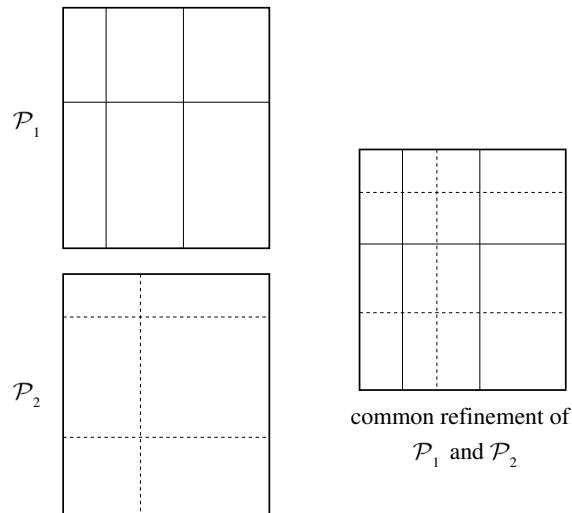 𝒫₁
𝒫₂
common refinement of
𝒫₁ and 𝒫₂